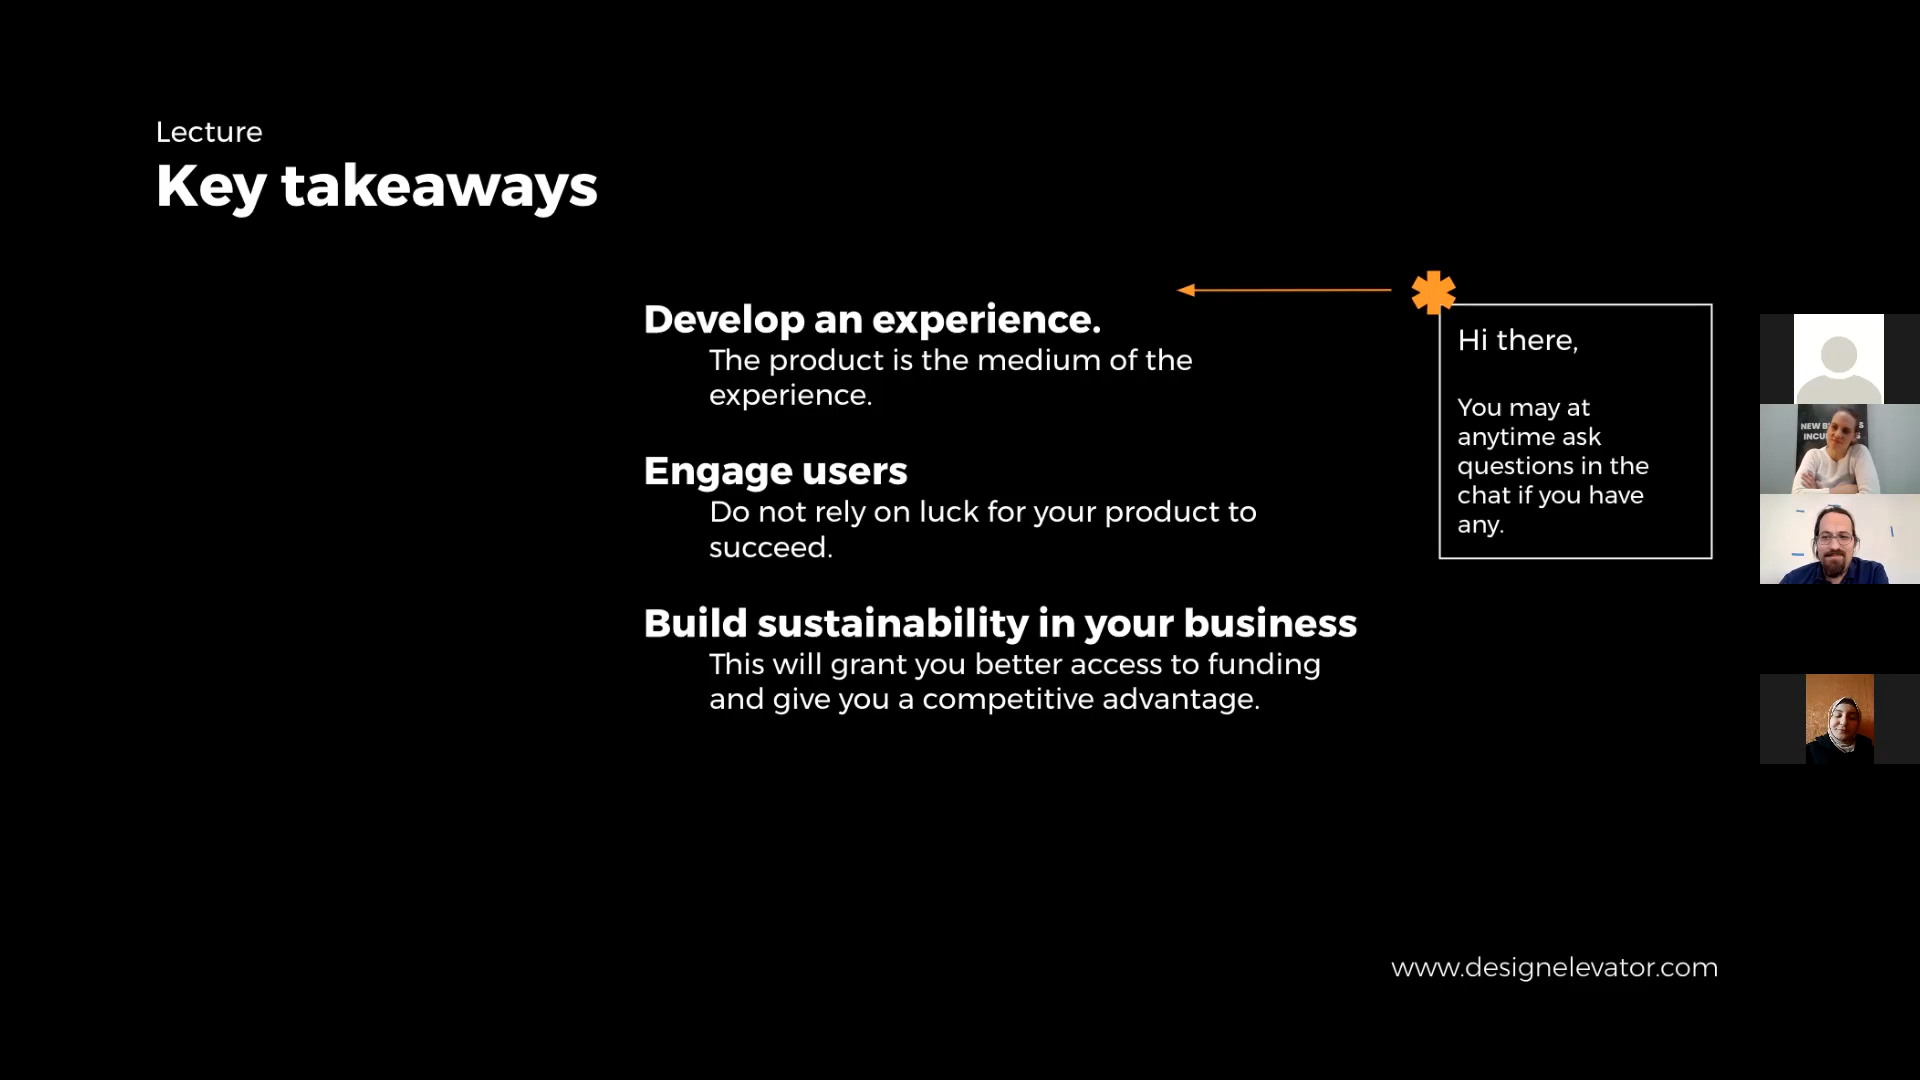 Lecture
Key takeaways
Develop an experience.
The product is the medium of the
experience.
Engage users
Do not rely on luck for your product to
succeed.
Build sustainability in your business
This will grant you better access to funding
and give you a competitive advantage.
Hi there,
You may at
anytime ask
questions in the
chat if you have
any.
NEW
www.designelevator.com